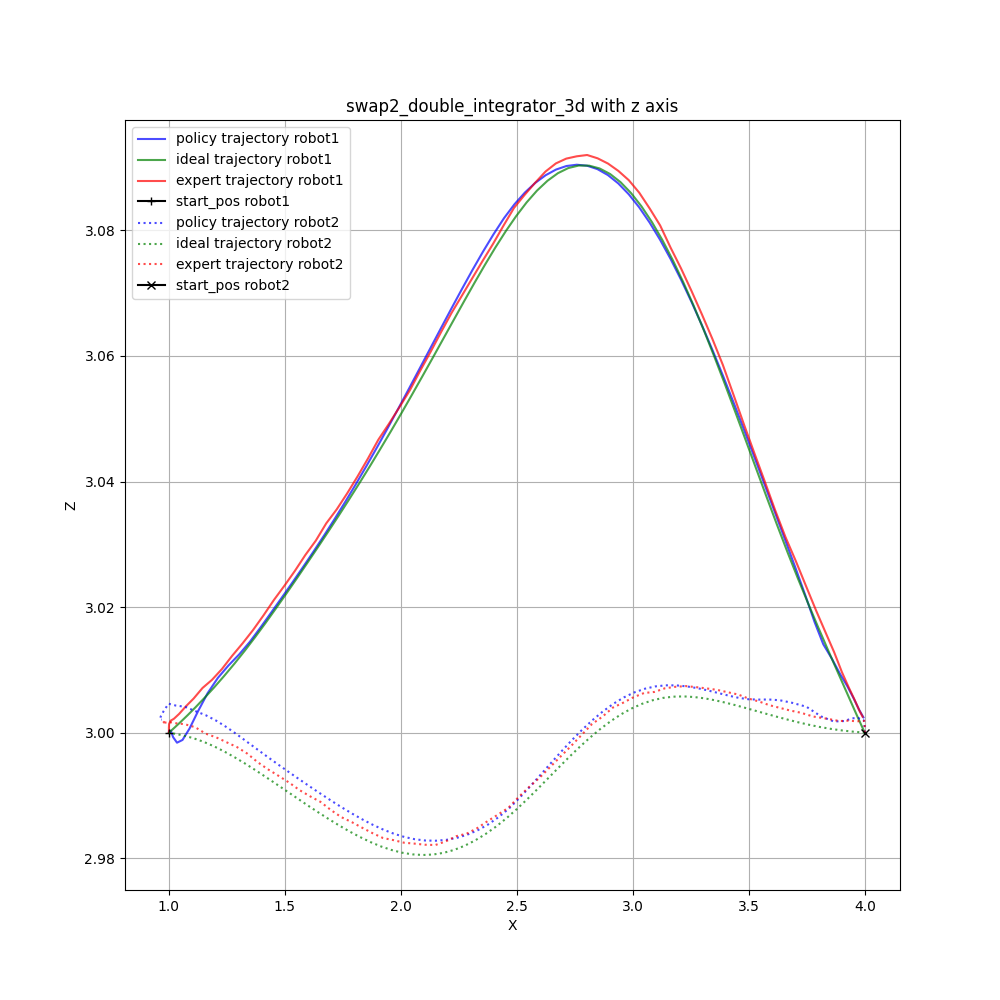 swap2_double_integrator_3d with z axis
policy trajectory robot1
ideal trajectory robot1
expert trajectory robot1
start_pos robot1
policy trajectory robot2
ideal trajectory robot2
expert trajectory robot2
start_pos robot2
3.08
3.06
3.04
3.02
3.00
2.98
Z
1.0 1.5 2.0 2.5 3.0 3.5 4.0
X